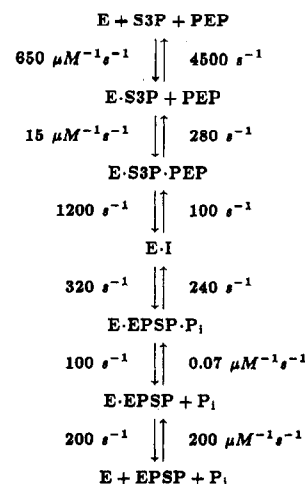 E + S3P + PEP
650 μM⁻¹s⁻¹ 4500 s⁻¹
E·S3P + PEP
15 μM⁻¹s⁻¹ 280 s⁻¹
E·S3P·PEP
1200 s⁻¹ 100 s⁻¹
E·I
320 s⁻¹ 240 s⁻¹
E·EPSP·Pᵢ
100 s⁻¹ 0.07 μM⁻¹s⁻¹
E·EPSP + Pᵢ
200 s⁻¹ 200 μM⁻¹s⁻¹
E + EPSP + Pᵢ